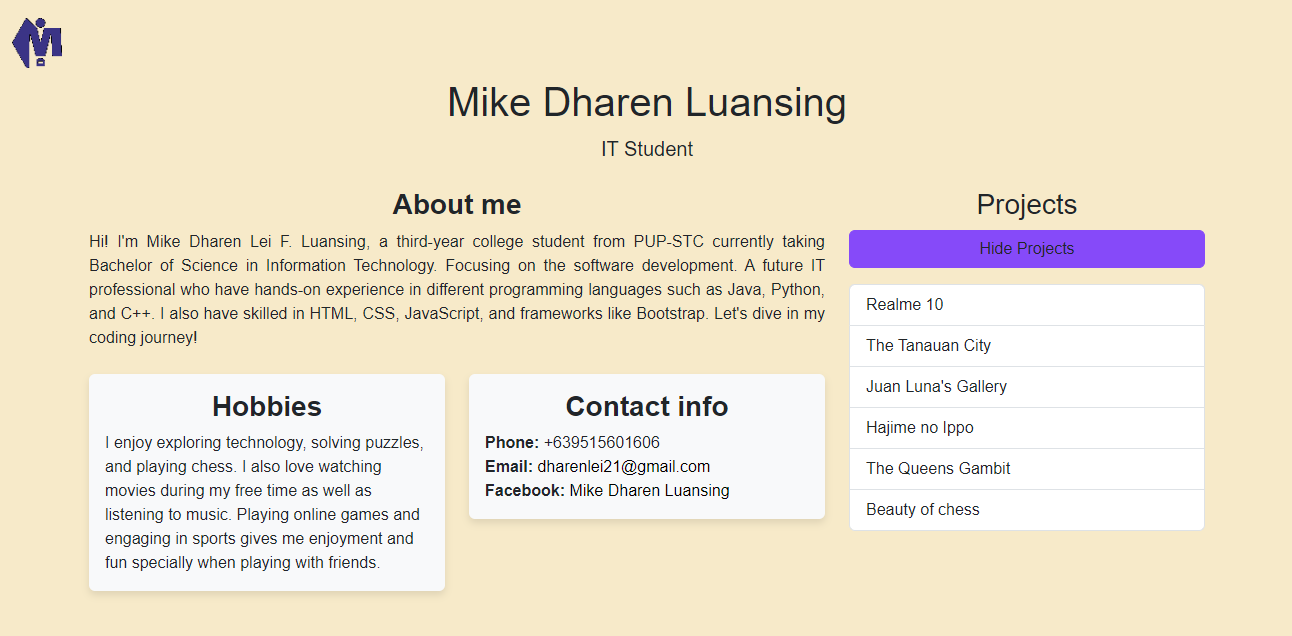 Mike Dharen Luansing
IT Student
About me
Hi! I'm Mike Dharen Lei F. Luansing, a third-year college student from PUP-STC currently taking
Bachelor of Science in Information Technology. Focusing on the software development. A future IT
professional who have hands-on experience in different programming languages such as Java, Python,
and C++. I also have skilled in HTML, CSS, JavaScript, and frameworks like Bootstrap. Let's dive in my
coding journey!
Hobbies
I enjoy exploring technology, solving puzzles,
and playing chess. I also love watching
movies during my free time as well as
listening to music. Playing online games and
engaging in sports gives me enjoyment and
fun specially when playing with friends.
Contact info
Phone: +639515601606
Email: dharenlei21@gmail.com
Facebook: Mike Dharen Luansing
Projects
Hide Projects
Realme 10
The Tanauan City
Juan Luna's Gallery
Hajime no Ippo
The Queens Gambit
Beauty of chess